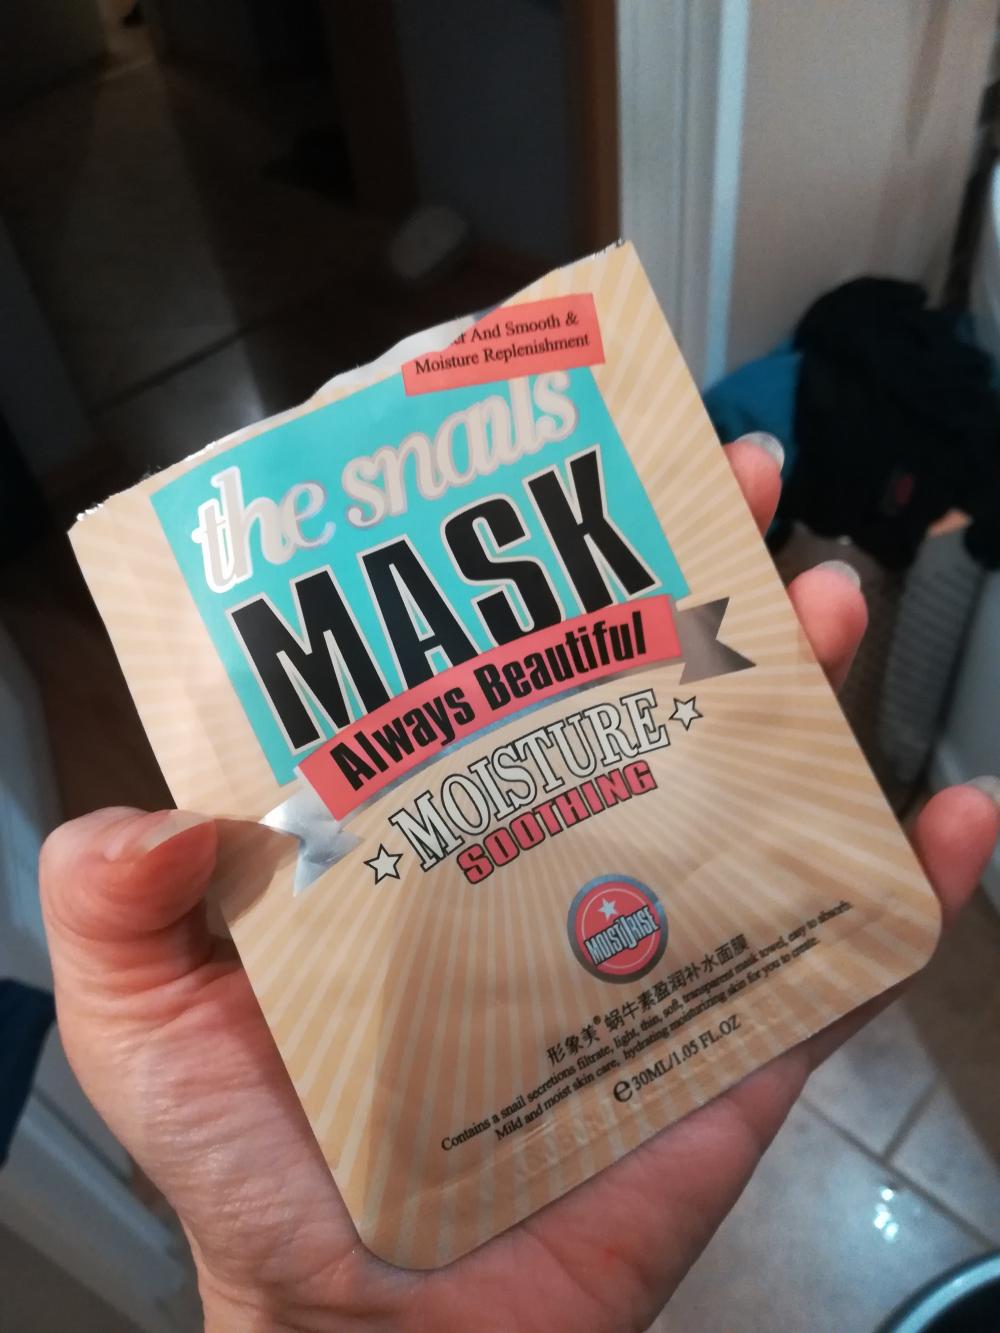 And Smooth &
Moisture Replenishment
the snails
MASK
Always Beautiful
MOISTURE
SOOTHING
MOISTURISE
形象美® 蜗牛素盈润补水面膜
Contains a snail secretions filtrate, light, thin, soft, transparent mask towel, easy to absorb.
Mild and moist skin care, hydrating moisturizing skin for you to create.
e 30ML/1.05 FL.OZ